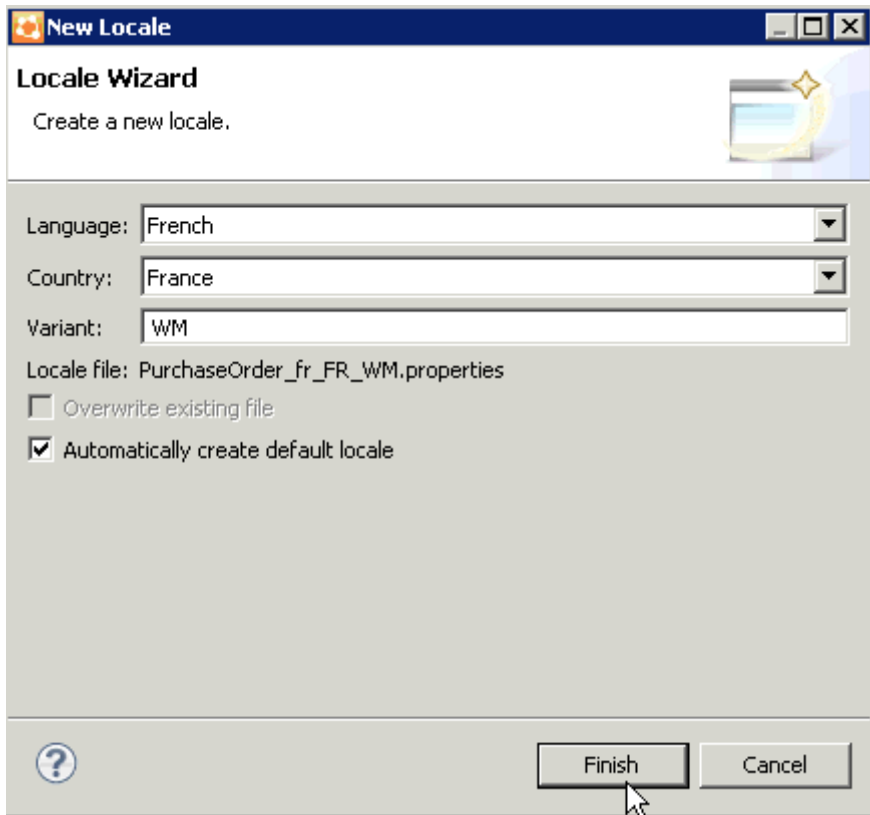 New Locale
Locale Wizard
Create a new locale.
Language: French
Country: France
Variant: WM
Locale file: PurchaseOrder_fr_FR_WM.properties
Overwrite existing file
Automatically create default locale
Finish Cancel